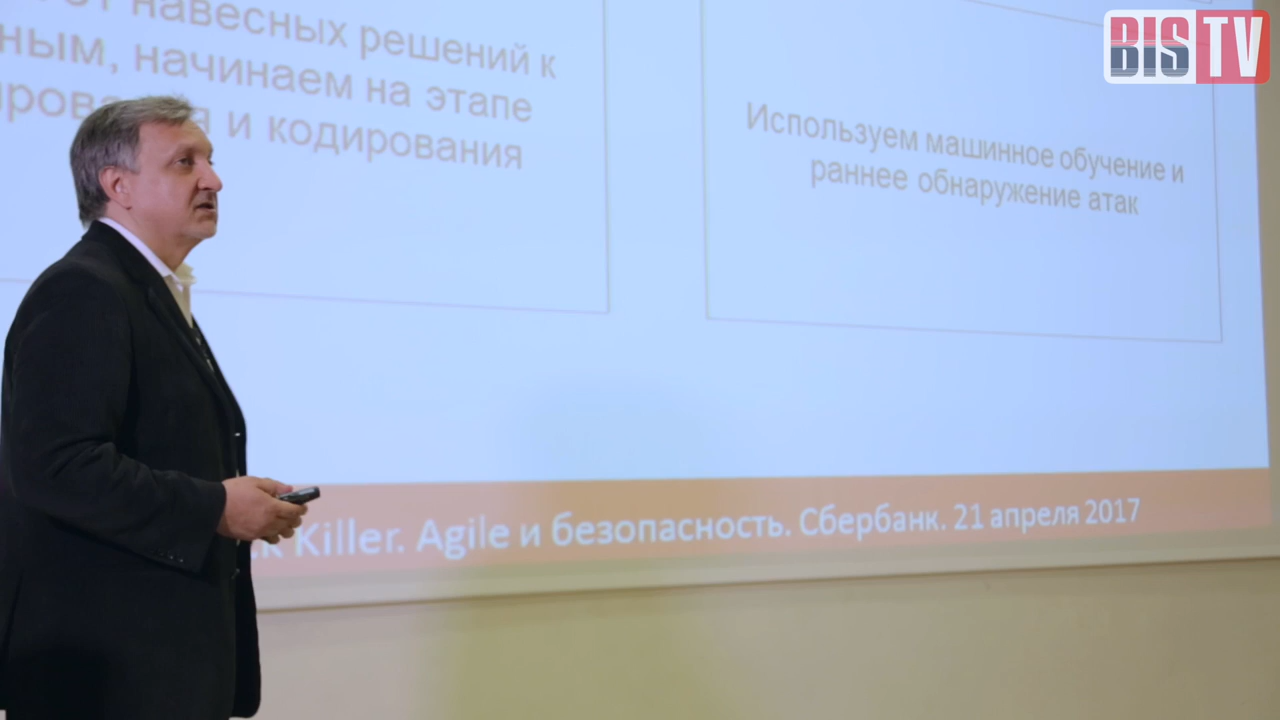 BIS TV
навесных решений к
ным, начинаем на этапе
и кодирования
Используем машинное обучение и
раннее обнаружение атак
Killer. Agile и безопасность. Сбербанк. 21 апреля 2017